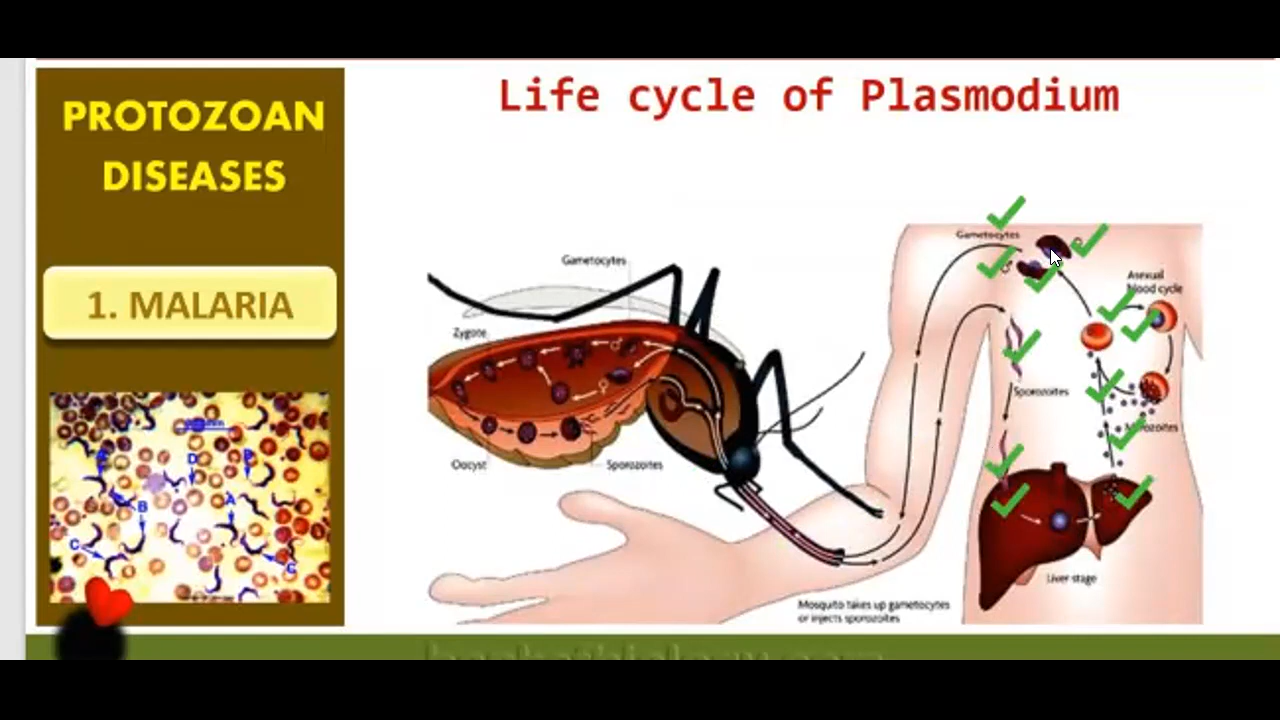 PROTOZOAN
DISEASES
1. MALARIA
Life cycle of Plasmodium
Gametocytes
Zygote
Oocyst
Sporozoites
Gametocytes
♀
♂
Asexual
blood cycle
Sporozoites
Merozoites
Liver stage
Mosquito takes up gametocytes
or injects sporozoites
♂
♀
D
A
B
C